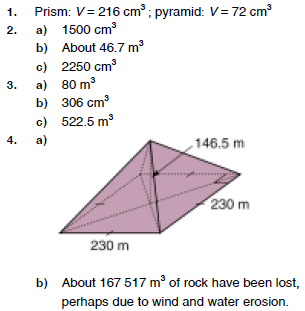 1. Prism: V = 216 cm³; pyramid: V = 72 cm³
2. a) 1500 cm³
b) About 46.7 m³
c) 2250 cm³
3. a) 80 m³
b) 306 cm³
c) 522.5 m³
4. a)
146.5 m
230 m
230 m
b) About 167 517 m³ of rock have been lost,
perhaps due to wind and water erosion.